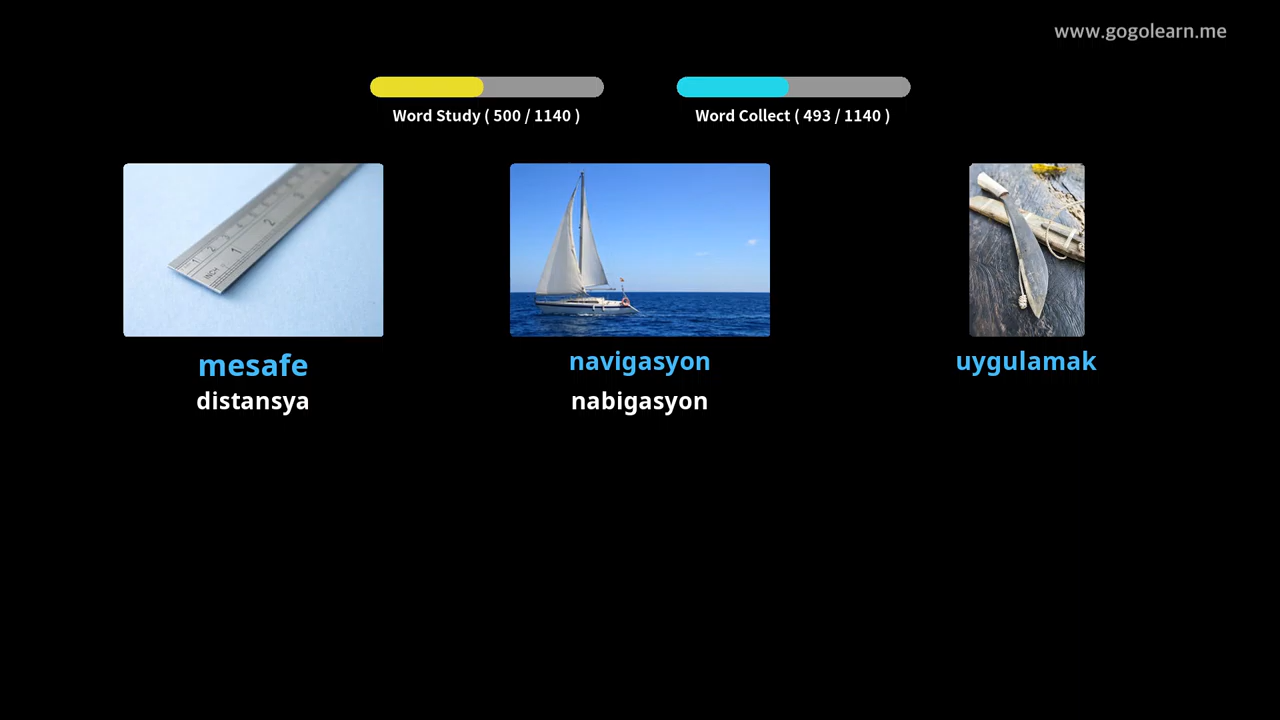 www.gogolearn.me
Word Study ( 500 / 1140 )
Word Collect ( 493 / 1140 )
mesafe
distansya
navigasyon
nabigasyon
uygulamak